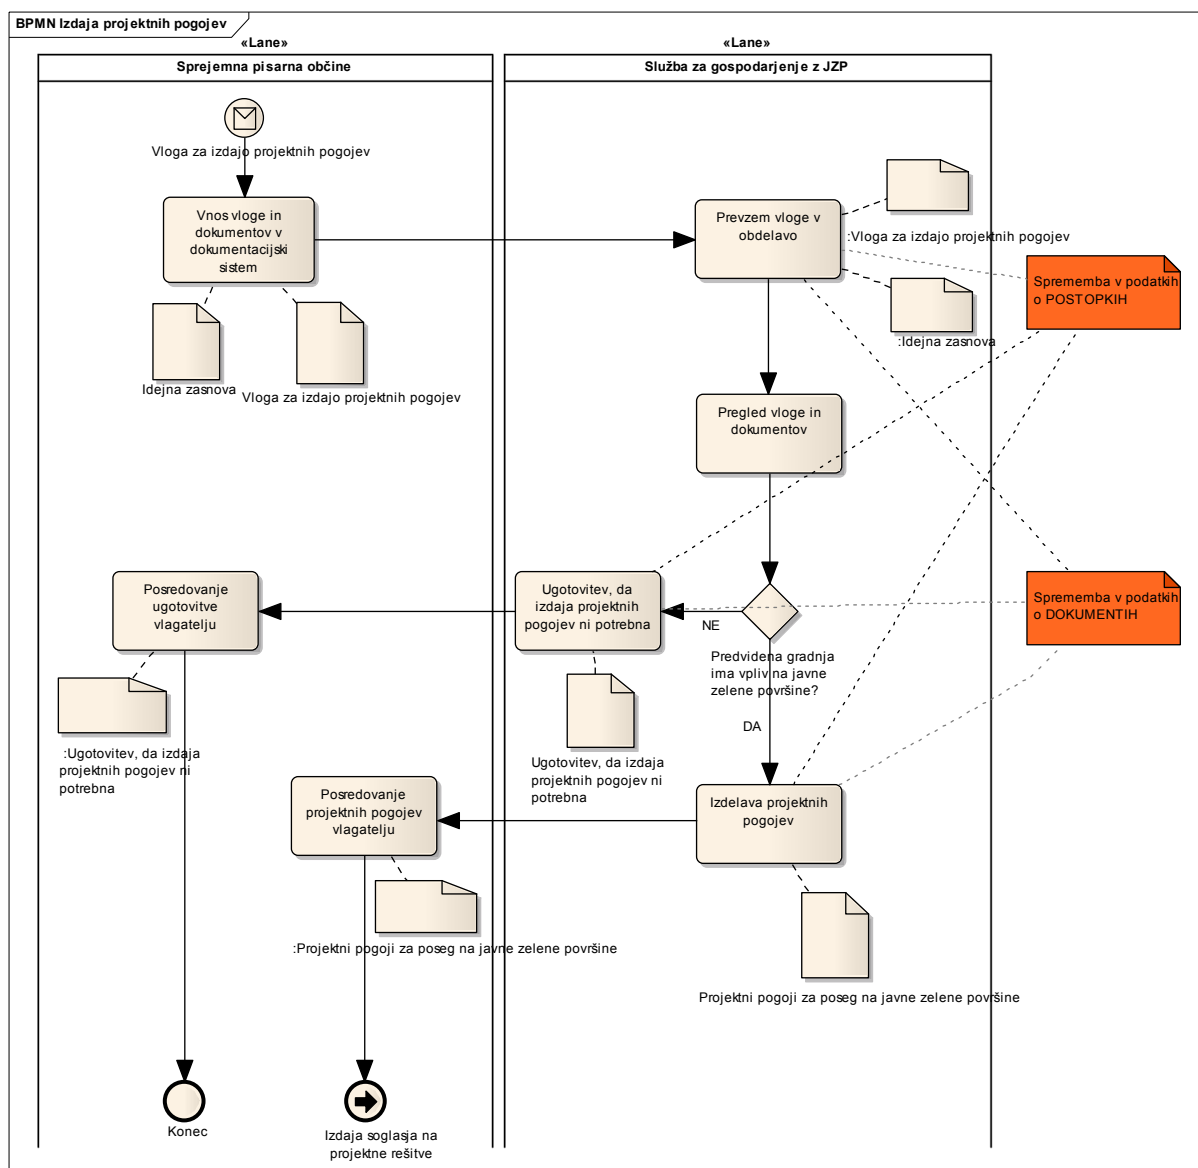 BPMN Izdaja projektnih pogojev
«Lane»
«Lane»
Sprejemna pisarna občine
Služba za gospodarjenje z JZP
Vloga za izdajo projektnih pogojev
Vnos vloge in
dokumentov v
dokumentacijski
sistem
Prevzem vloge v
obdelavo
:Vloga za izdajo projektnih pogojev
Sprememba v podatkih
o POSTOPKIH
:Idejna zasnova
Idejna zasnova
Vloga za izdajo projektnih pogojev
Pregled vloge in
dokumentov
Posredovanje
ugotovitve
vlagatelju
Ugotovitev, da
izdaja projektnih
pogojev ni potrebna
NE
Sprememba v podatkih
o DOKUMENTIH
Predvidena gradnja
ima vpliv na javne
zelene površine?
DA
:Ugotovitev, da izdaja
projektnih pogojev ni
potrebna
Ugotovitev, da izdaja
projektnih pogojev ni
potrebna
Posredovanje
projektnih pogojev
vlagatelju
Izdelava projektnih
pogojev
:Projektni pogoji za poseg na javne zelene površine
Projektni pogoji za poseg na javne zelene površine
Konec
Izdaja soglasja na
projektne rešitve